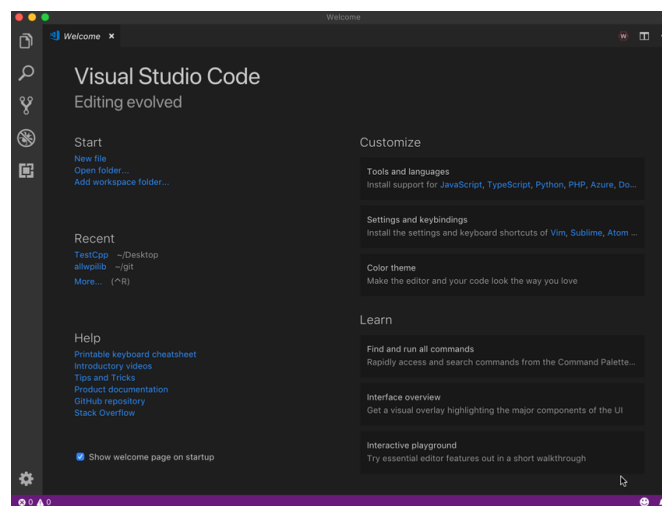 Welcome
Welcome ×
W
Visual Studio Code
Editing evolved
Start
New file
Open folder...
Add workspace folder...
Recent
TestCpp ~/Desktop
allwpilib ~/git
More... (^R)
Help
Printable keyboard cheatsheet
Introductory videos
Tips and Tricks
Product documentation
GitHub repository
Stack Overflow
Show welcome page on startup
Customize
Tools and languages
Install support for JavaScript, TypeScript, Python, PHP, Azure, Do...
Settings and keybindings
Install the settings and keyboard shortcuts of Vim, Sublime, Atom ...
Color theme
Make the editor and your code look the way you love
Learn
Find and run all commands
Rapidly access and search commands from the Command Palette...
Interface overview
Get a visual overlay highlighting the major components of the UI
Interactive playground
Try essential editor features out in a short walkthrough
0 0